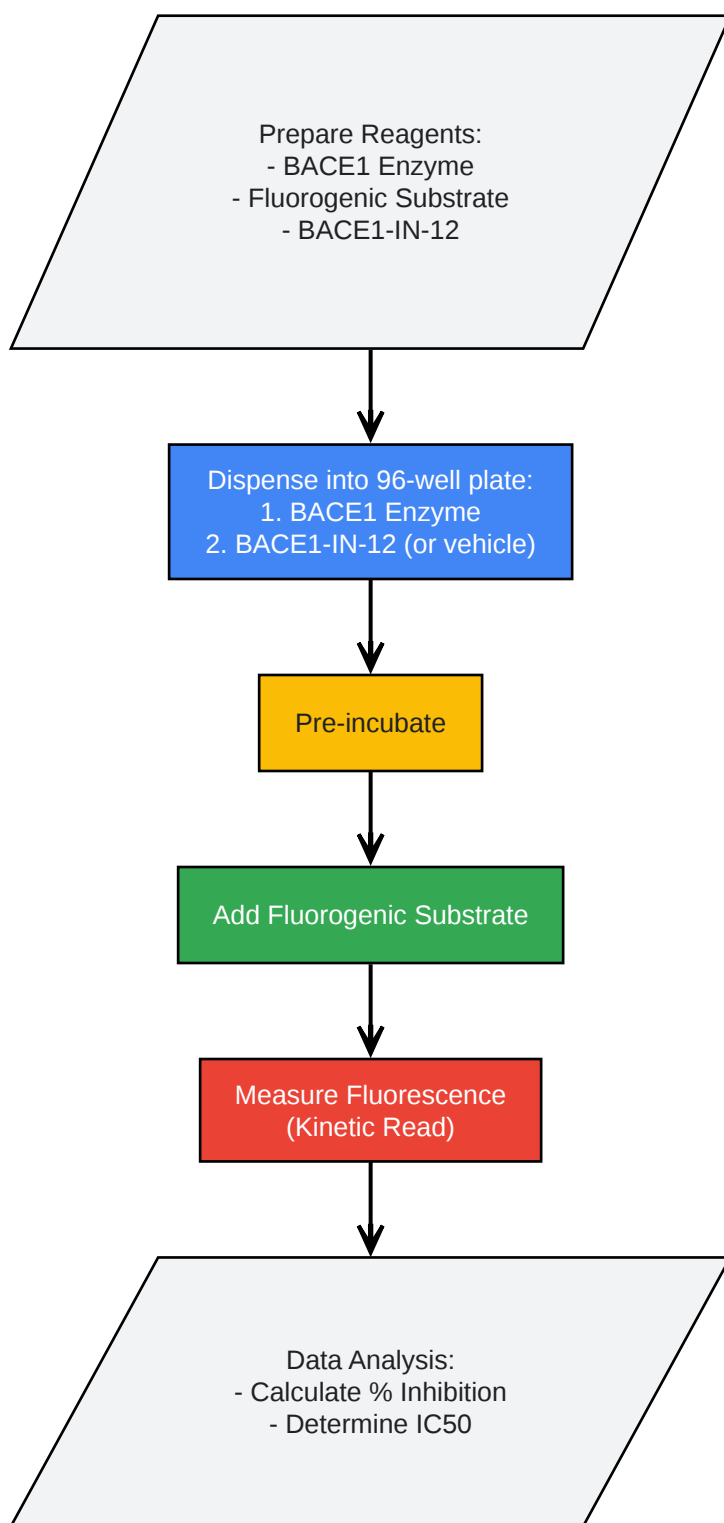 Prepare Reagents:
- BACE1 Enzyme
- Fluorogenic Substrate
- BACE1-IN-12
Dispense into 96-well plate:
1. BACE1 Enzyme
2. BACE1-IN-12 (or vehicle)
Pre-incubate
Add Fluorogenic Substrate
Measure Fluorescence
(Kinetic Read)
Data Analysis:
- Calculate % Inhibition
- Determine IC50